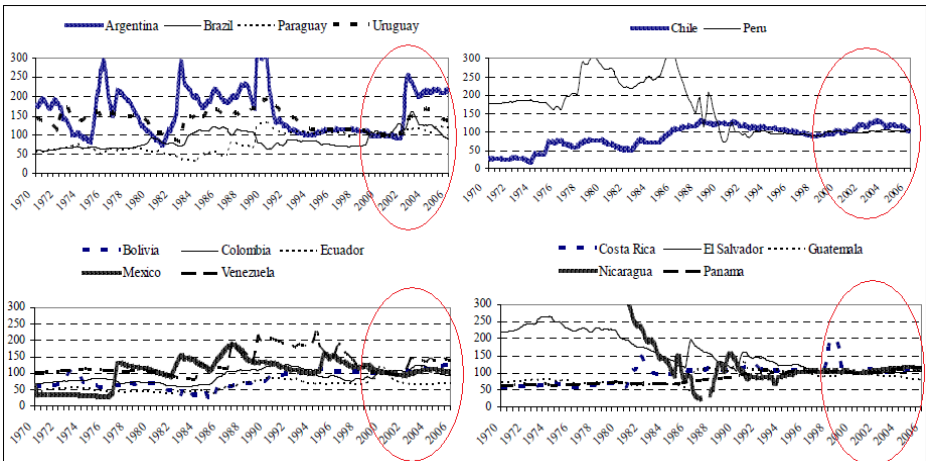 Argentina Brazil Paraguay Uruguay
300
250
200
150
100
50
0
1970 1972 1974 1976 1978 1980 1982 1984 1986 1988 1990 1992 1994 1996 1998 2000 2002 2004 2006
Chile Peru
300
250
200
150
100
50
0
1970 1972 1974 1976 1978 1980 1982 1984 1986 1988 1990 1992 1994 1996 1998 2000 2002 2004 2006
Bolivia Colombia Ecuador
Mexico Venezuela
300
250
200
150
100
50
0
1970 1972 1974 1976 1978 1980 1982 1984 1986 1988 1990 1992 1994 1996 1998 2000 2002 2004 2006
Costa Rica El Salvador Guatemala
Nicaragua Panama
300
250
200
150
100
50
0
1970 1972 1974 1976 1978 1980 1982 1984 1986 1988 1990 1992 1994 1996 1998 2000 2002 2004 2006